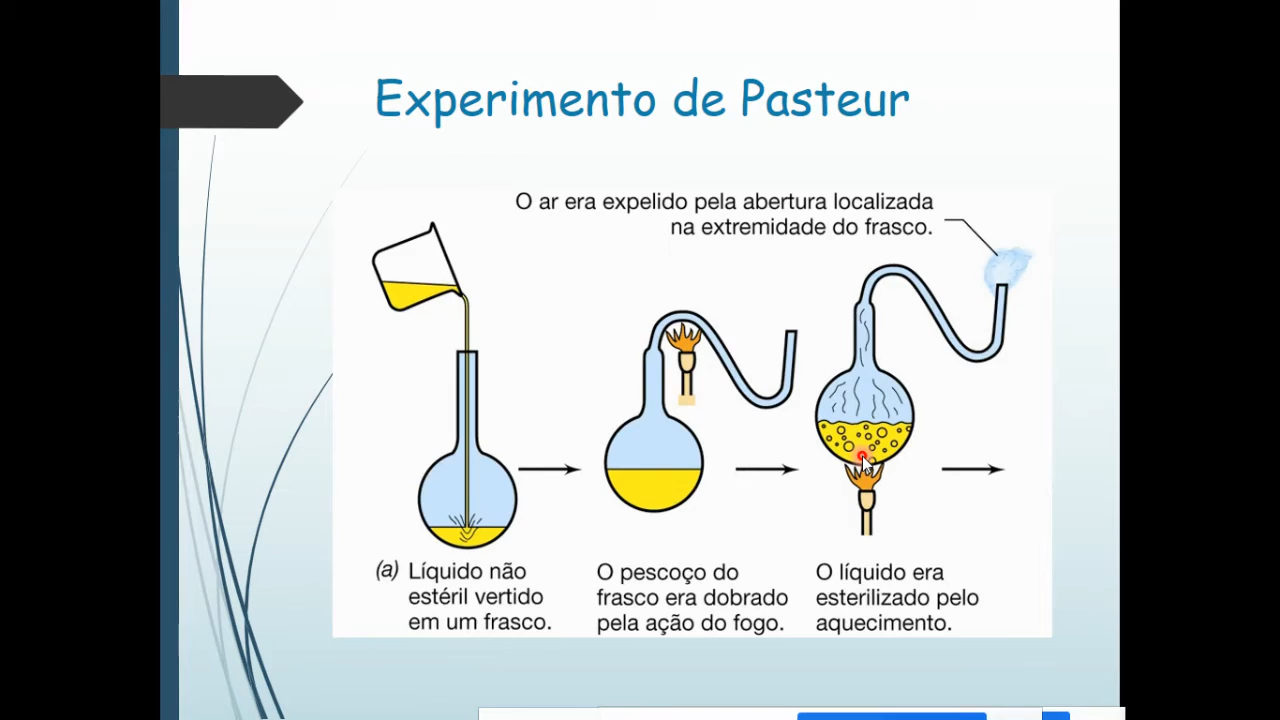 Experimento de Pasteur
O ar era expelido pela abertura localizada
na extremidade do frasco.
(a) Líquido não
estéril vertido
em um frasco.
O pescoço do
frasco era dobrado
pela ação do fogo.
O líquido era
esterilizado pelo
aquecimento.